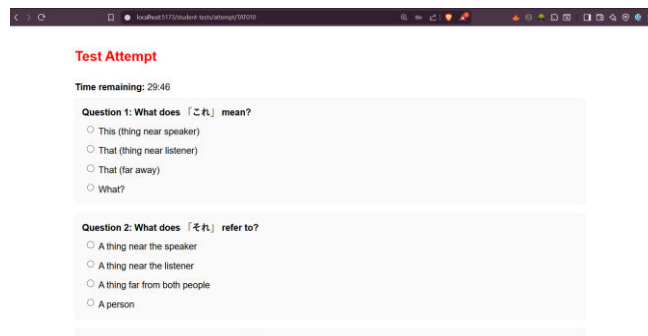 localhost:5173/student-tests/attempt/TAT010
Test Attempt
Time remaining: 29:46
Question 1: What does 「これ」 mean?
This (thing near speaker)
That (thing near listener)
That (far away)
What?
Question 2: What does 「それ」 refer to?
A thing near the speaker
A thing near the listener
A thing far from both people
A person